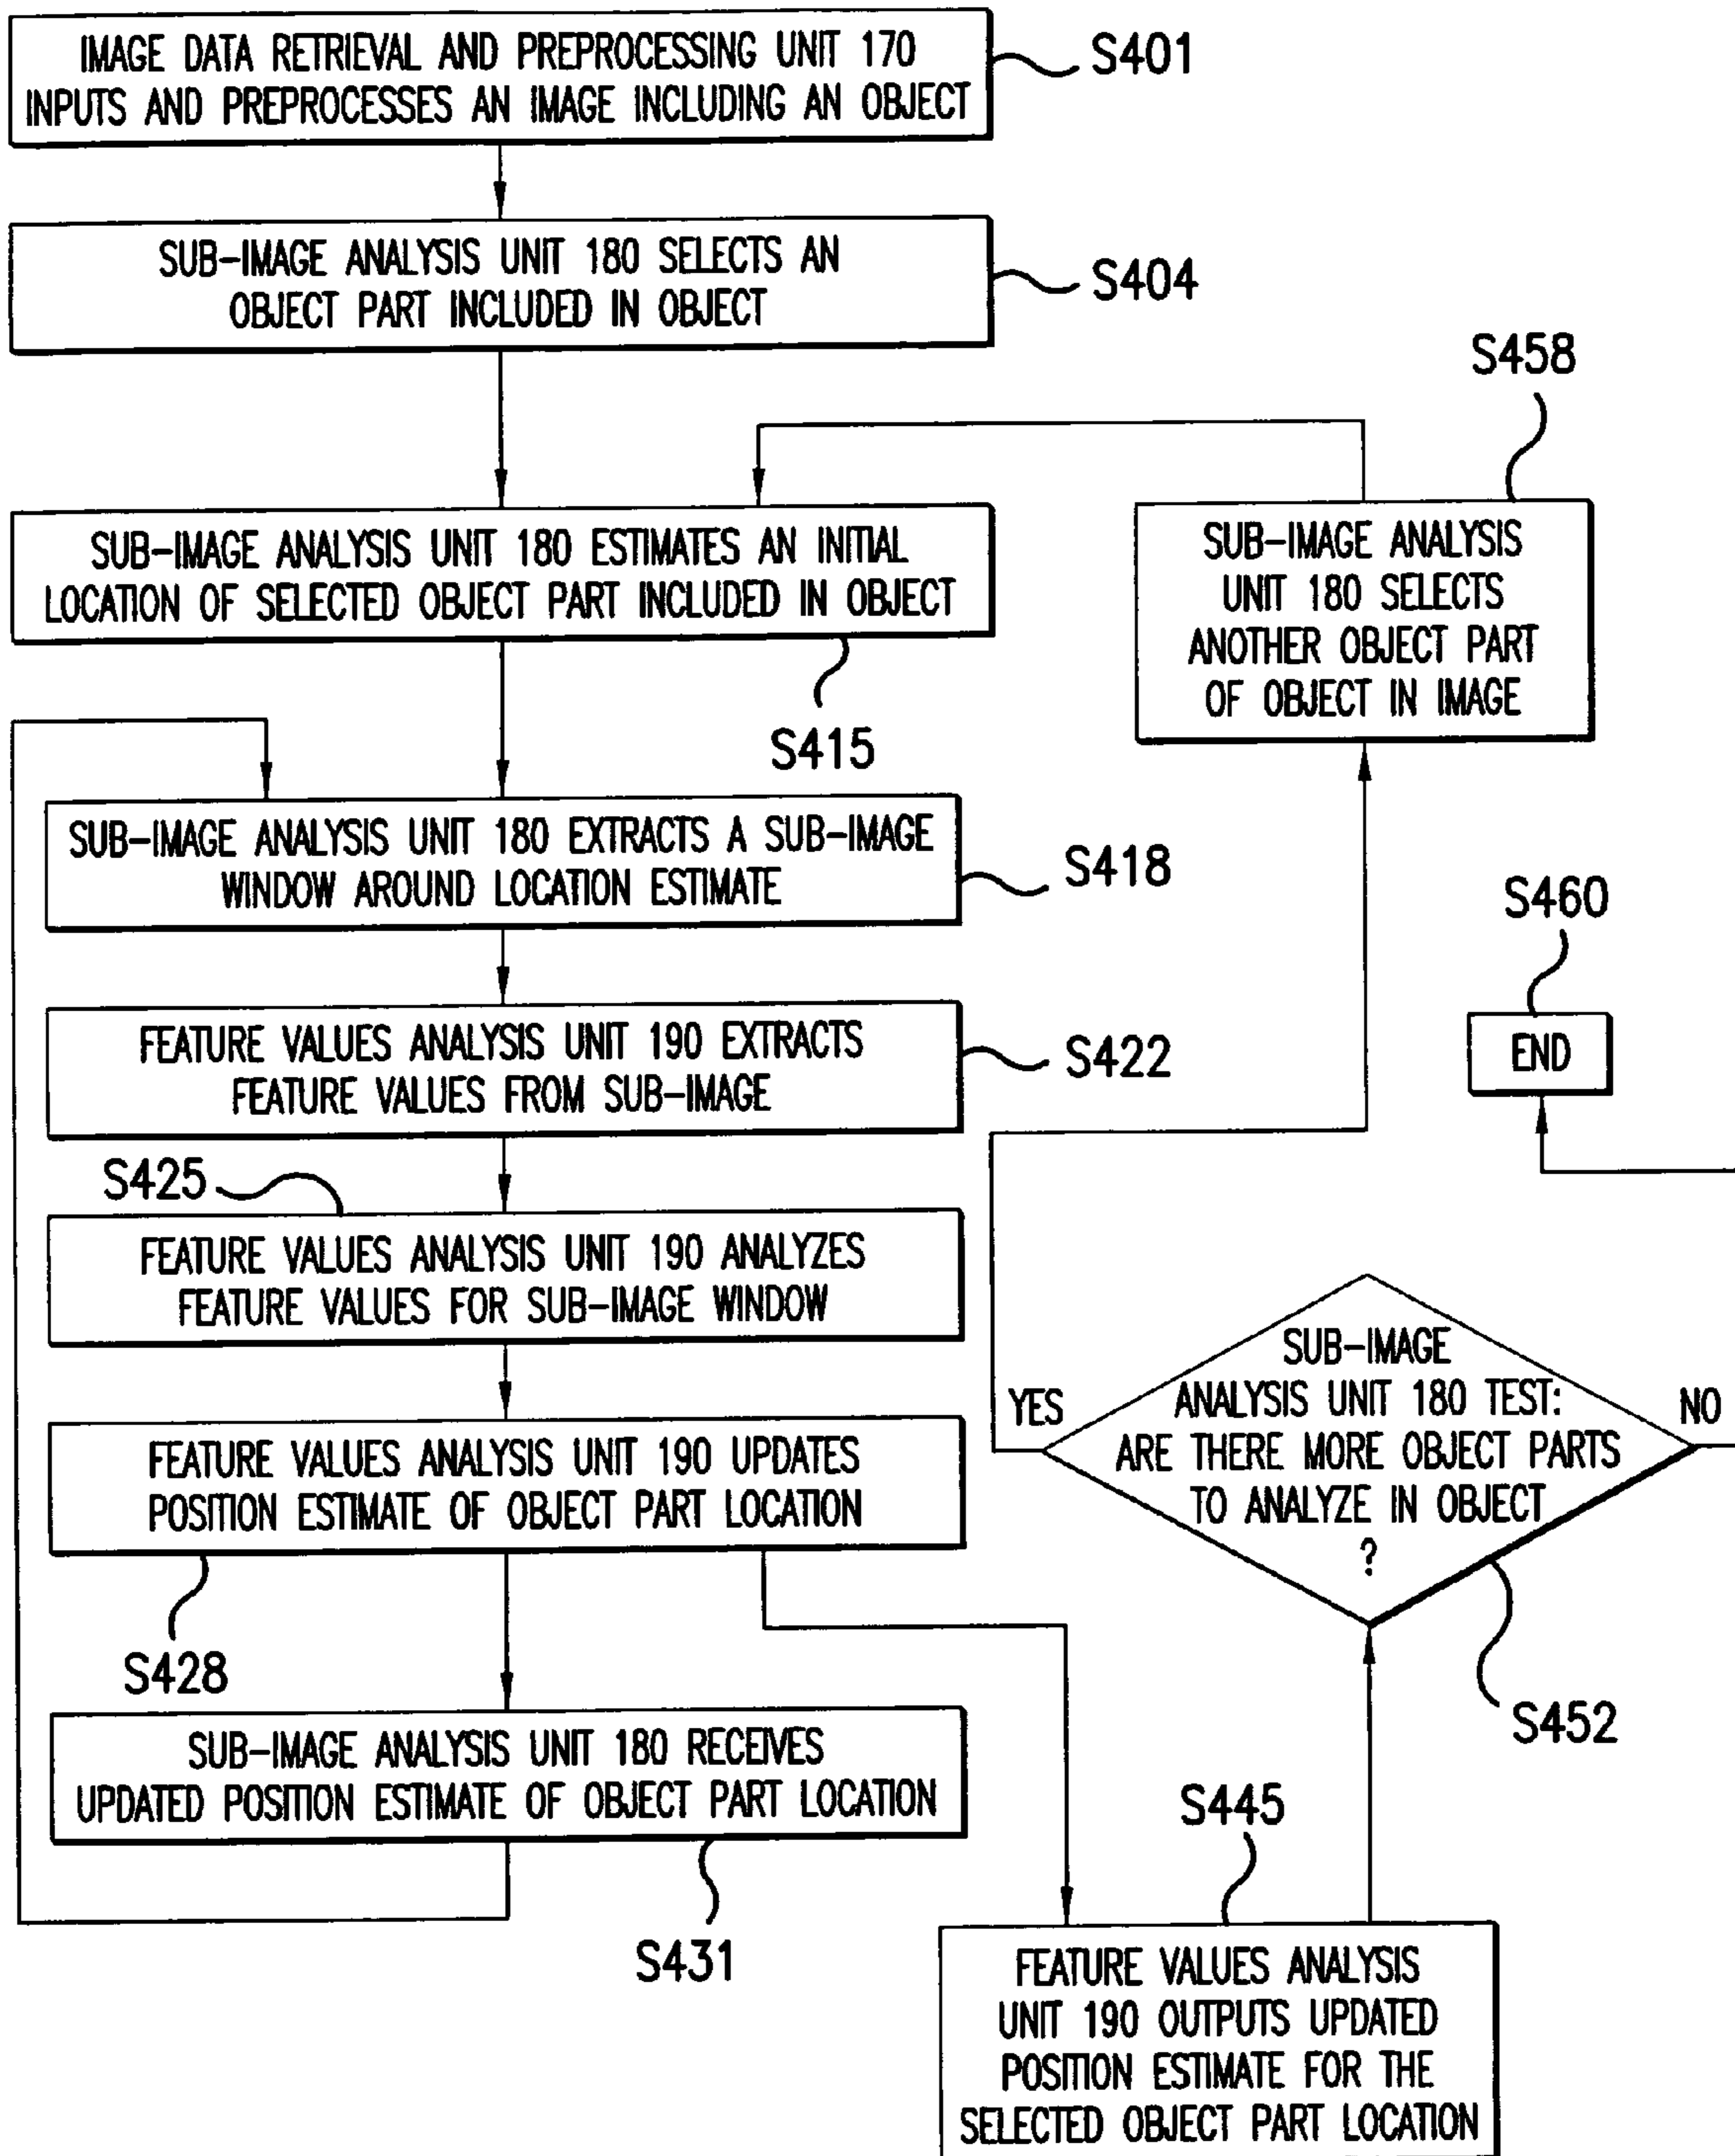 IMAGE DATA RETRIEVAL AND PREPROCESSING UNIT 170
INPUTS AND PREPROCESSES AN IMAGE INCLUDING AN OBJECT
S401
SUB-IMAGE ANALYSIS UNIT 180 SELECTS AN
OBJECT PART INCLUDED IN OBJECT
S404
SUB-IMAGE ANALYSIS UNIT 180 ESTIMATES AN INITIAL
LOCATION OF SELECTED OBJECT PART INCLUDED IN OBJECT
S415
SUB-IMAGE ANALYSIS UNIT 180 EXTRACTS A SUB-IMAGE
WINDOW AROUND LOCATION ESTIMATE
S418
FEATURE VALUES ANALYSIS UNIT 190 EXTRACTS
FEATURE VALUES FROM SUB-IMAGE
S422
S425
FEATURE VALUES ANALYSIS UNIT 190 ANALYZES
FEATURE VALUES FOR SUB-IMAGE WINDOW
FEATURE VALUES ANALYSIS UNIT 190 UPDATES
POSITION ESTIMATE OF OBJECT PART LOCATION
S428
SUB-IMAGE ANALYSIS UNIT 180 RECEIVES
UPDATED POSITION ESTIMATE OF OBJECT PART LOCATION
S431
S445
FEATURE VALUES ANALYSIS
UNIT 190 OUTPUTS UPDATED
POSITION ESTIMATE FOR THE
SELECTED OBJECT PART LOCATION
SUB-IMAGE
ANALYSIS UNIT 180 TEST:
ARE THERE MORE OBJECT PARTS
TO ANALYZE IN OBJECT
?
YES
NO
S452
S458
SUB-IMAGE ANALYSIS
UNIT 180 SELECTS
ANOTHER OBJECT PART
OF OBJECT IN IMAGE
S460
END